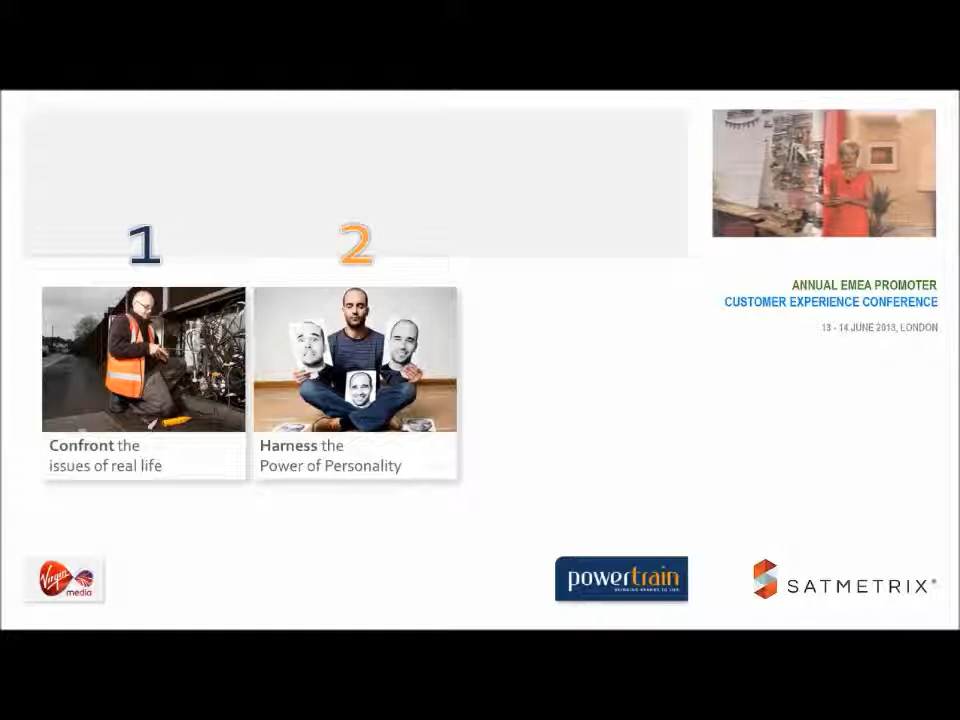 1
2
ANNUAL EMEA PROMOTER
CUSTOMER EXPERIENCE CONFERENCE
13 - 14 JUNE 2013, LONDON
Confront the
issues of real life
Harness the
Power of Personality
Virgin
media
powertrain
SATMETRIX®